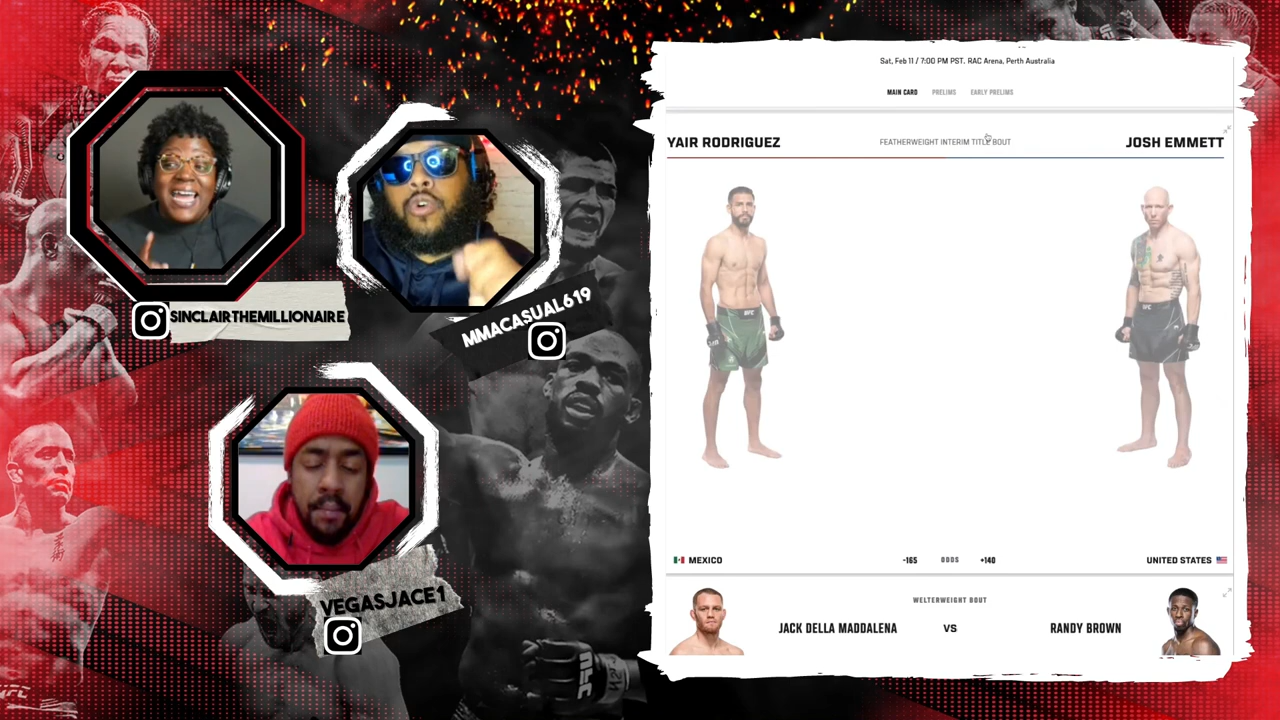 SINCLAIRTHEMILLIONAIRE
MMACASUAL619
VEGASJACE1
Sat, Feb 11 / 7:00 PM PST. RAC Arena, Perth Australia
MAIN CARD PRELIMS EARLY PRELIMS
YAIR RODRIGUEZ FEATHERWEIGHT INTERIM TITLE BOUT JOSH EMMETT
MEXICO -165 ODDS +140 UNITED STATES
WELTERWEIGHT BOUT
JACK DELLA MADDALENA VS RANDY BROWN
UFC
UFC